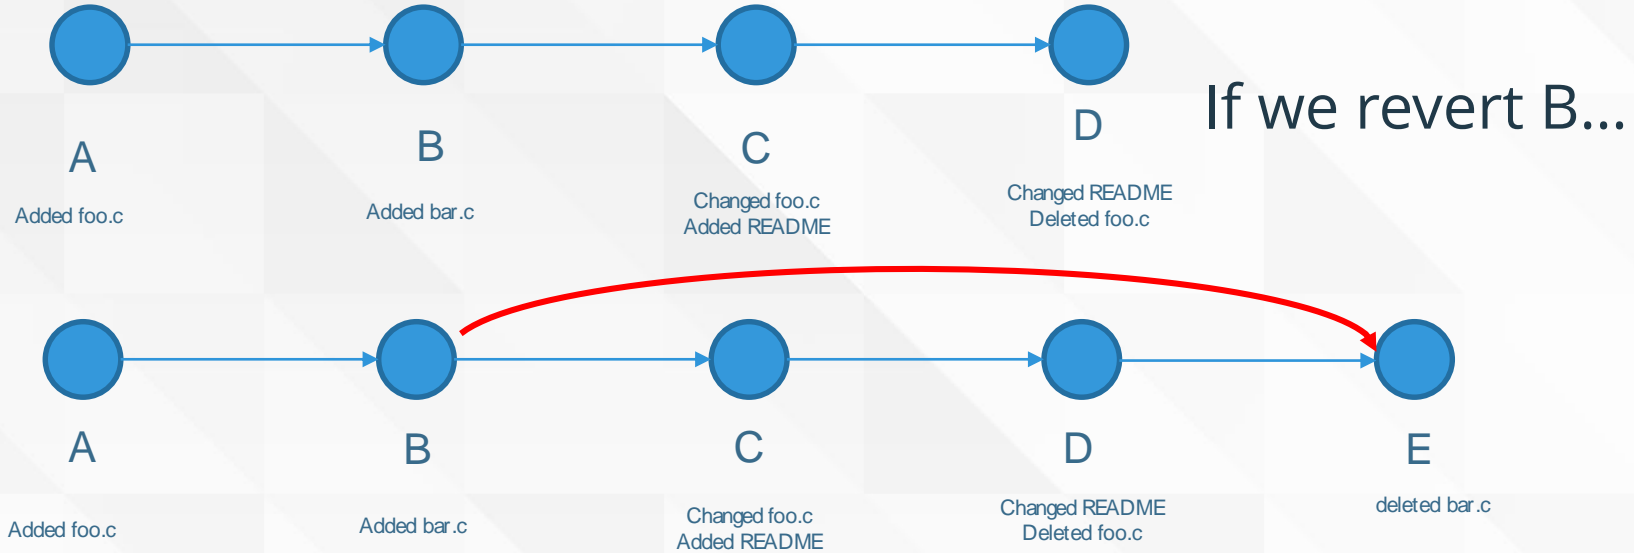 A
Added foo.c
B
Added bar.c
C
Changed foo.c
Added README
D
Changed README
Deleted foo.c
If we revert B...
A
Added foo.c
B
Added bar.c
C
Changed foo.c
Added README
D
Changed README
Deleted foo.c
E
deleted bar.c